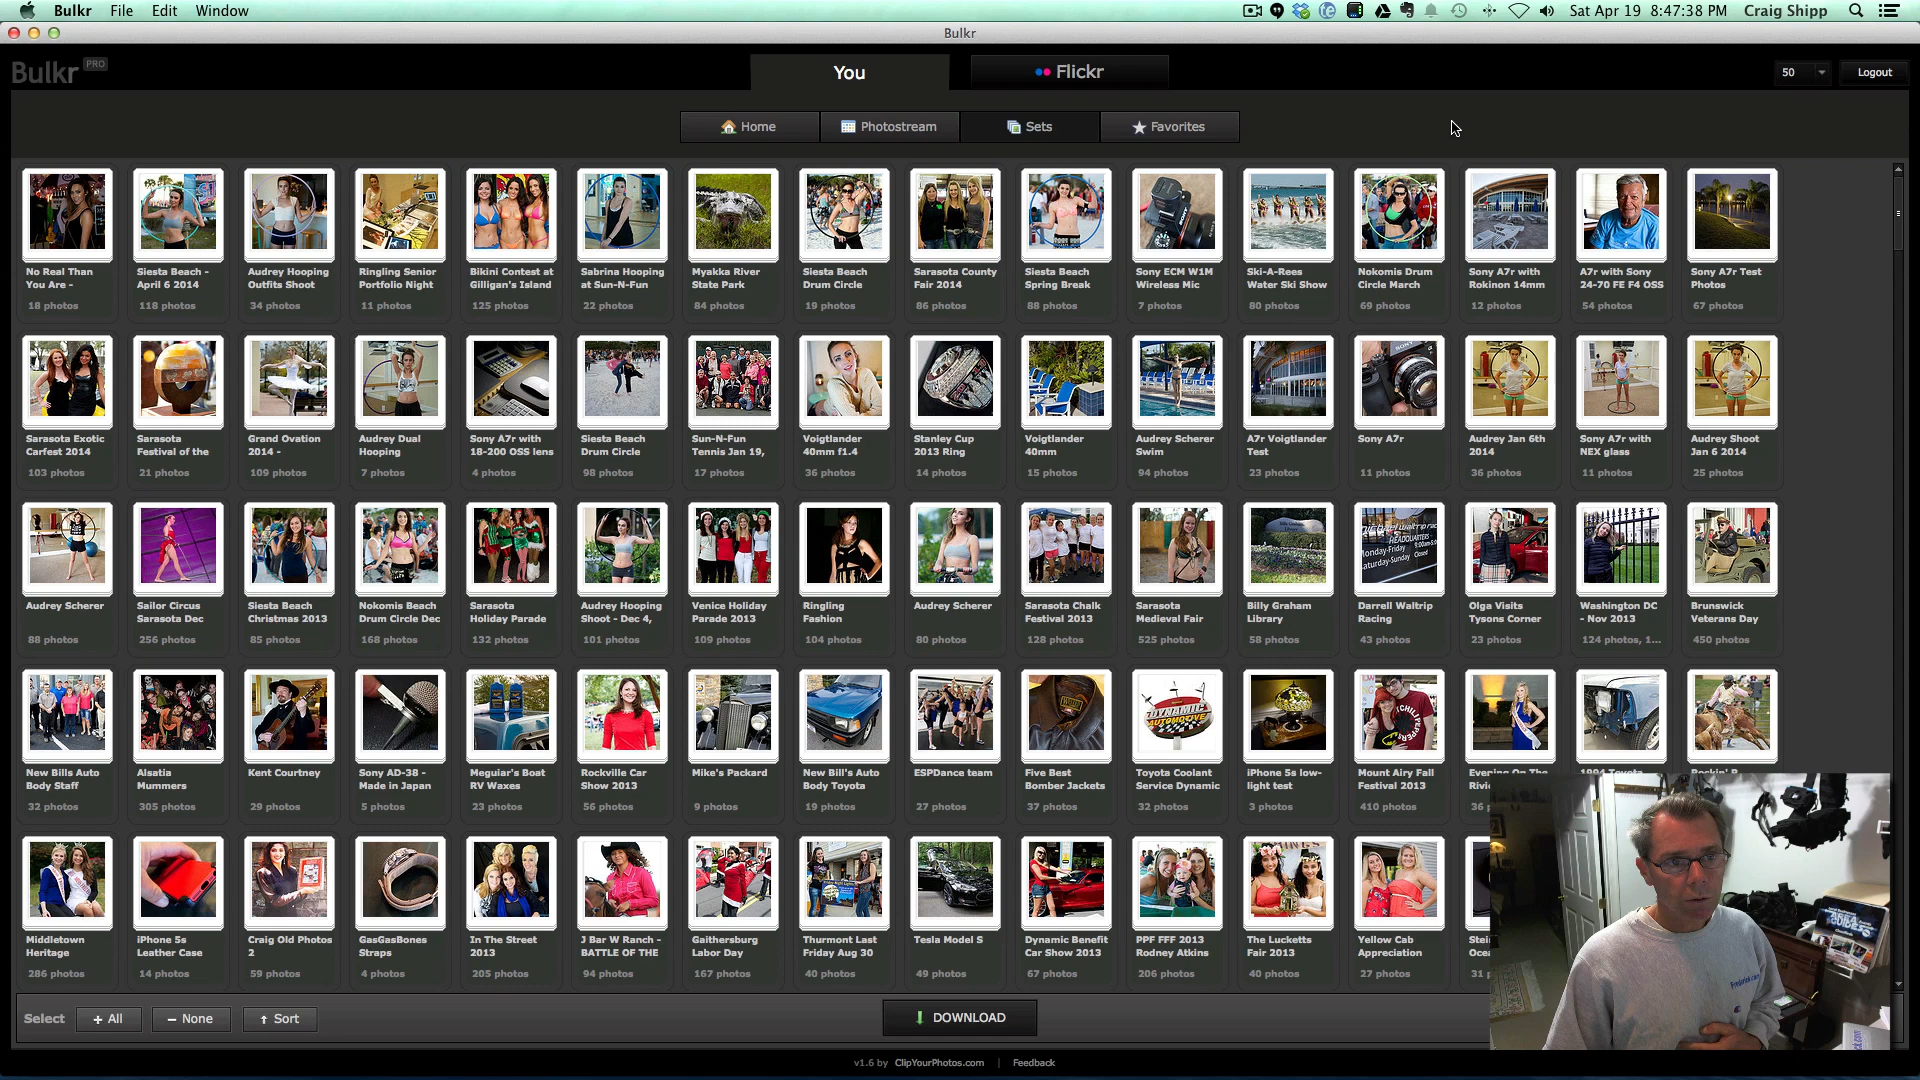 Bulkr File Edit Window
Sat Apr 19 8:47:38 PM Craig Shipp
Bulkr
Bulkr PRO
You
Flickr
50
Logout
Home
Photostream
Sets
Favorites
No Real Than You Are -
18 photos
Siesta Beach - April 6 2014
118 photos
Audrey Hooping Outfits Shoot
34 photos
Ringling Senior Portfolio Night
11 photos
Bikini Contest at Gilligan's Island
125 photos
Sabrina Hooping at Sun-N-Fun
22 photos
Myakka River State Park
84 photos
Siesta Beach Drum Circle
19 photos
Sarasota County Fair 2014
86 photos
Siesta Beach Spring Break
88 photos
Sony ECM W1M Wireless Mic
7 photos
Ski-A-Rees Water Ski Show
80 photos
Nokomis Drum Circle March
69 photos
Sony A7r with Rokinon 14mm
12 photos
A7r with Sony 24-70 FE F4 OSS
54 photos
Sony A7r Test Photos
67 photos
Sarasota Exotic Carfest 2014
103 photos
Sarasota Festival of the
21 photos
Grand Ovation 2014 -
109 photos
Audrey Dual Hooping
7 photos
Sony A7r with 18-200 OSS lens
4 photos
Siesta Beach Drum Circle
98 photos
Sun-N-Fun Tennis Jan 19,
17 photos
Voigtlander 40mm f1.4
36 photos
Stanley Cup 2013 Ring
14 photos
Voigtlander 40mm
15 photos
Audrey Scherer Swim
94 photos
A7r Voigtlander Test
23 photos
Sony A7r
11 photos
Audrey Jan 6th 2014
36 photos
Sony A7r with NEX glass
11 photos
Audrey Shoot Jan 6 2014
25 photos
Audrey Scherer
88 photos
Sailor Circus Sarasota Dec
256 photos
Siesta Beach Christmas 2013
85 photos
Nokomis Beach Drum Circle Dec
168 photos
Sarasota Holiday Parade
132 photos
Audrey Hooping Shoot - Dec 4,
101 photos
Venice Holiday Parade 2013
109 photos
Ringling Fashion
104 photos
Audrey Scherer
80 photos
Sarasota Chalk Festival 2013
128 photos
Sarasota Medieval Fair
525 photos
Billy Graham Library
58 photos
Darrell Waltrip Racing
43 photos
Olga Visits Tysons Corner
23 photos
Washington DC - Nov 2013
124 photos, 1...
Brunswick Veterans Day
450 photos
New Bills Auto Body Staff
32 photos
Alsatia Mummers
305 photos
Kent Courtney
29 photos
Sony AD-38 - Made in Japan
5 photos
Meguiar's Boat RV Waxes
23 photos
Rockville Car Show 2013
56 photos
Mike's Packard
9 photos
New Bill's Auto Body Toyota
19 photos
ESPDance team
27 photos
Five Best Bomber Jackets
37 photos
Toyota Coolant Service Dynamic
32 photos
iPhone 5s low-light test
3 photos
Mount Airy Fall Festival 2013
410 photos
Evening On The
36
1994 Toyota
Middletown Heritage
286 photos
iPhone 5s Leather Case
14 photos
Craig Old Photos 2
59 photos
GasGasBones Straps
4 photos
In The Street 2013
205 photos
J Bar W Ranch - BATTLE OF THE
94 photos
Gaithersburg Labor Day
167 photos
Thurmont Last Friday Aug 30
40 photos
Tesla Model S
49 photos
Dynamic Benefit Car Show 2013
67 photos
PPF FFF 2013 Rodney Atkins
206 photos
The Lucketts Fair 2013
40 photos
Yellow Cab Appreciation
27 photos
31
Select
+ All
− None
Sort
DOWNLOAD
v1.6 by ClipYourPhotos.com | Feedback